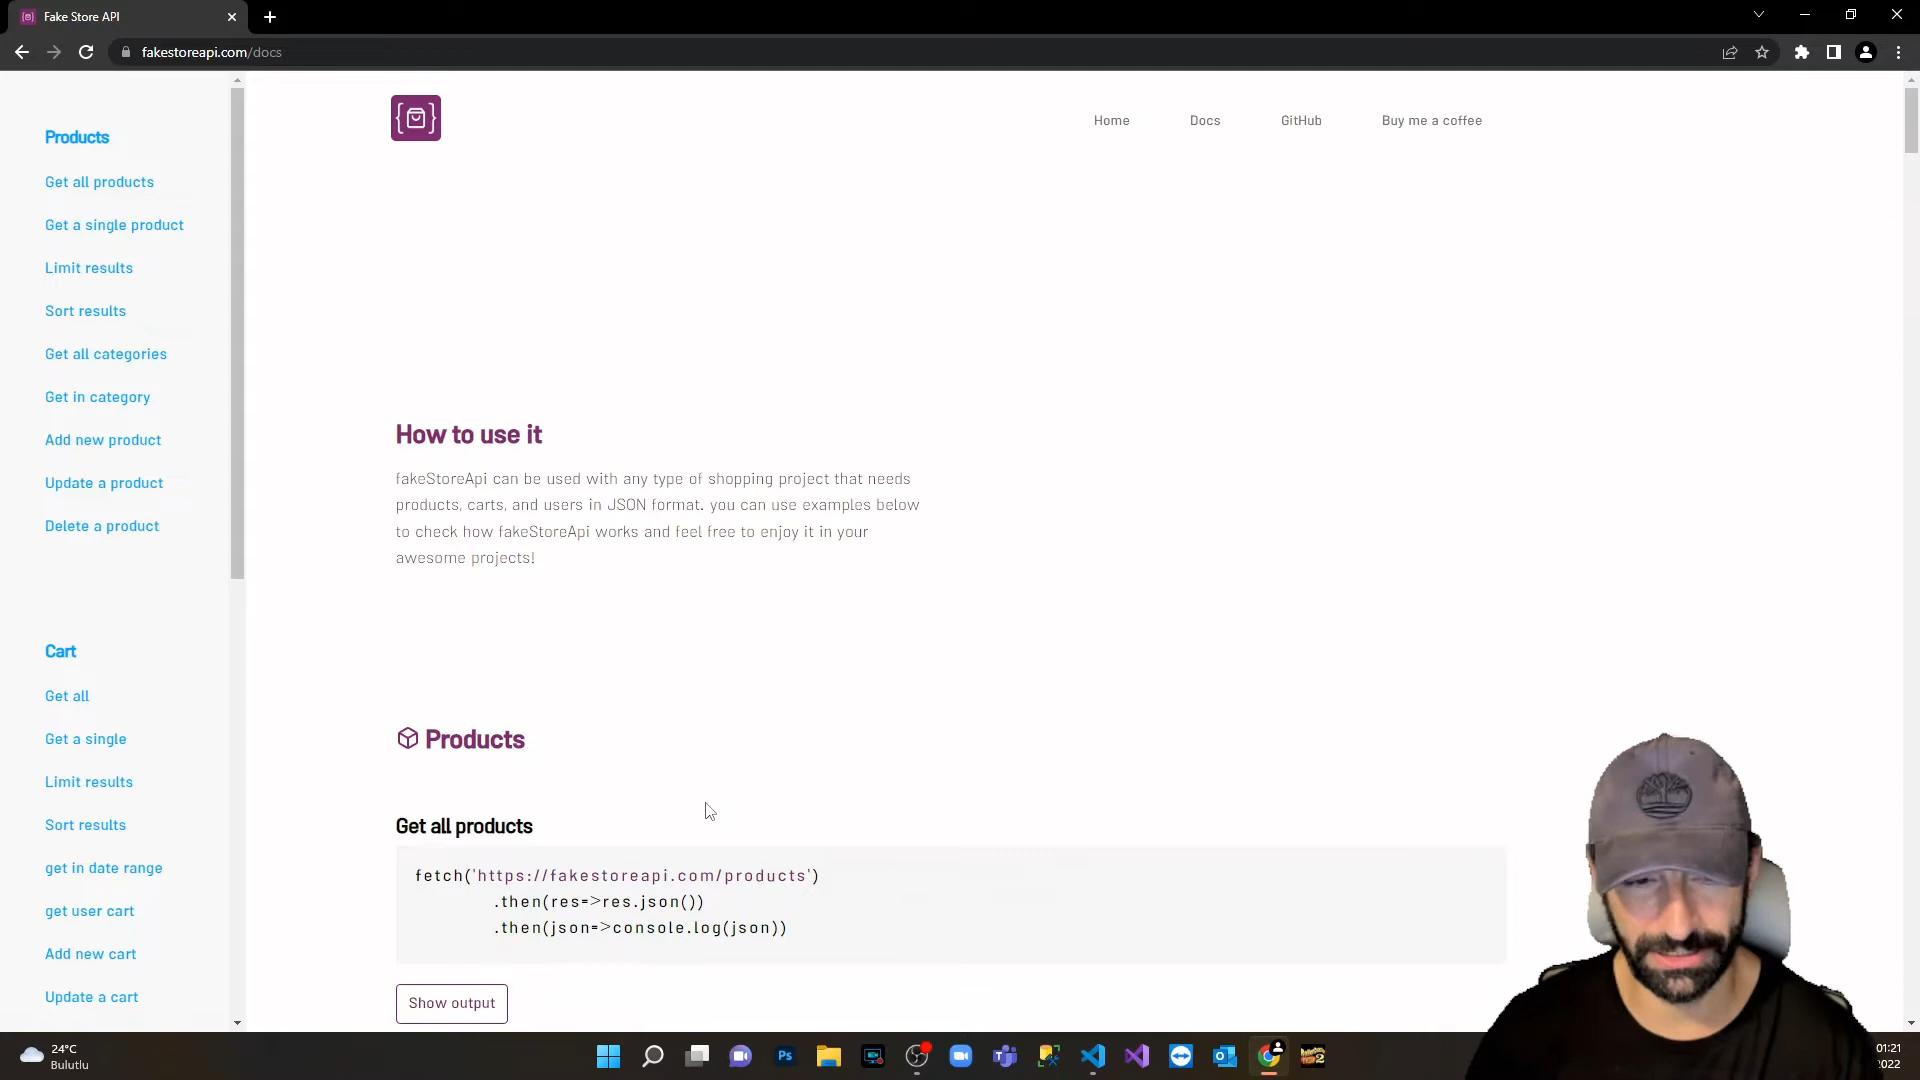 Fake Store API
fakestoreapi.com/docs
Products
Get all products
Get a single product
Limit results
Sort results
Get all categories
Get in category
Add new product
Update a product
Delete a product
Cart
Get all
Get a single
Limit results
Sort results
get in date range
get user cart
Add new cart
Update a cart
Home Docs GitHub Buy me a coffee
How to use it
fakeStoreApi can be used with any type of shopping project that needs
products, carts, and users in JSON format. you can use examples below
to check how fakeStoreApi works and feel free to enjoy it in your
awesome projects!
Products
Get all products
fetch('https://fakestoreapi.com/products')
.then(res=>res.json())
.then(json=>console.log(json))
Show output
24°C
Bulutlu
Ps
01:21
2022